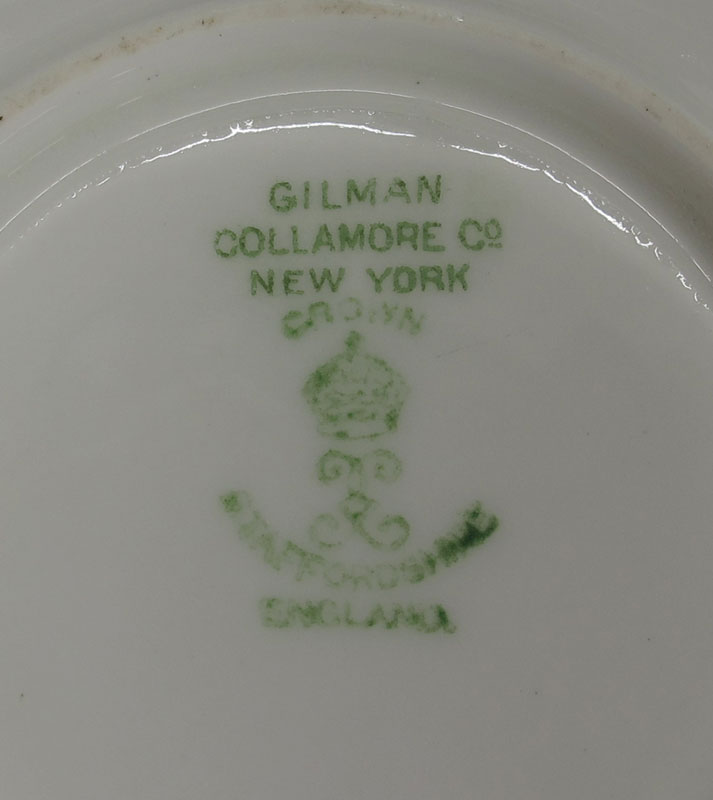 GILMAN
COLLAMORE Co
NEW YORK
CROWN
STAFFORDSHIRE
ENGLAND.